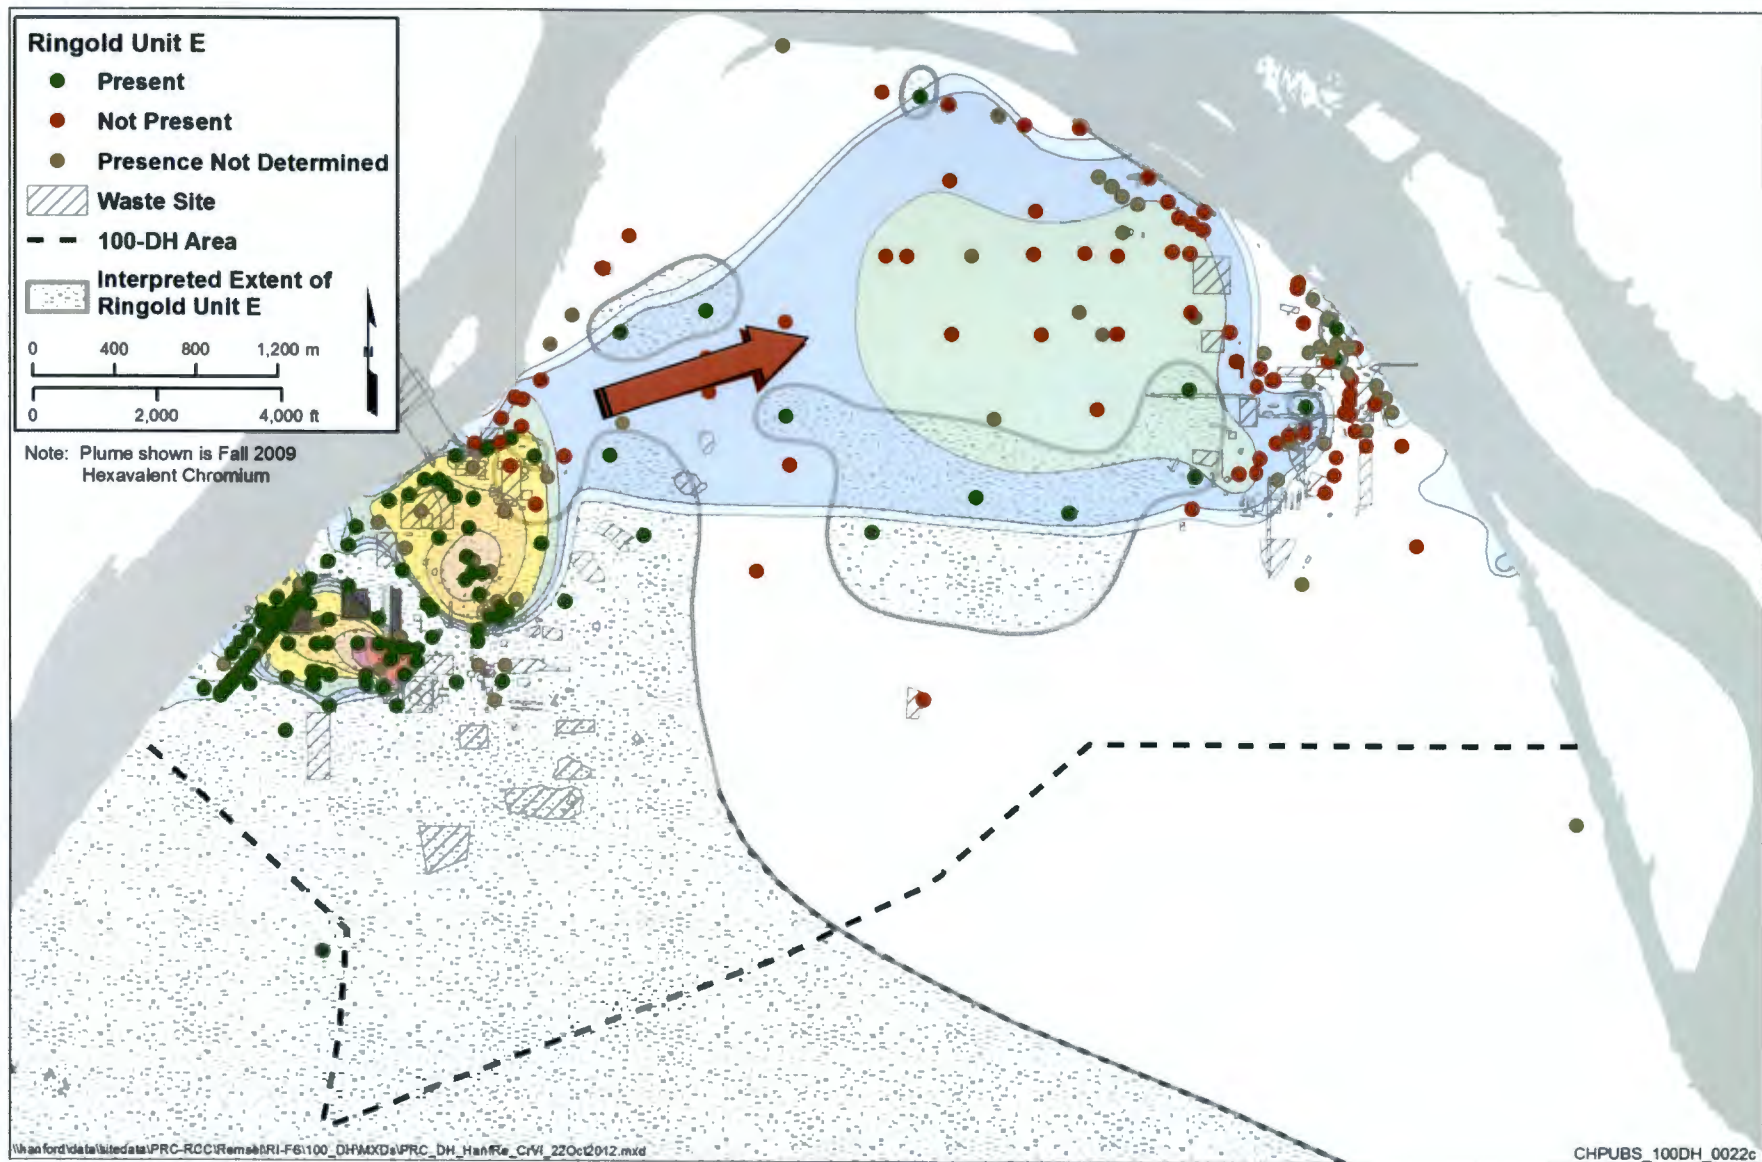 Ringold Unit E
Present
Not Present
Presence Not Determined
Waste Site
100-DH Area
Interpreted Extent of
Ringold Unit E
0 400 800 1,200 m
0 2,000 4,000 ft
N
Note: Plume shown is Fall 2009
Hexavalent Chromium
CHPUBS_100DH_0022c